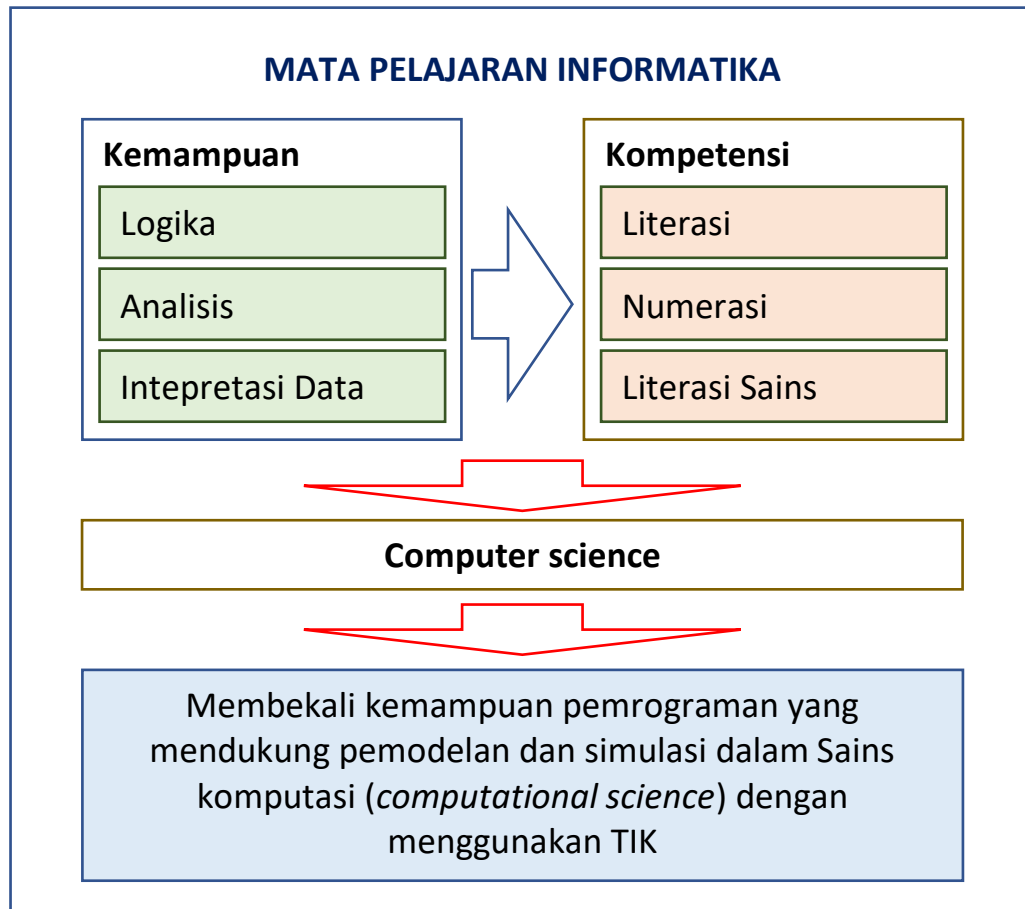 MATA PELAJARAN INFORMATIKA
Kemampuan
Logika
Analisis
Intepretasi Data
Kompetensi
Literasi
Numerasi
Literasi Sains
Computer science
Membekali kemampuan pemrograman yang
mendukung pemodelan dan simulasi dalam Sains
komputasi (computational science) dengan
menggunakan TIK